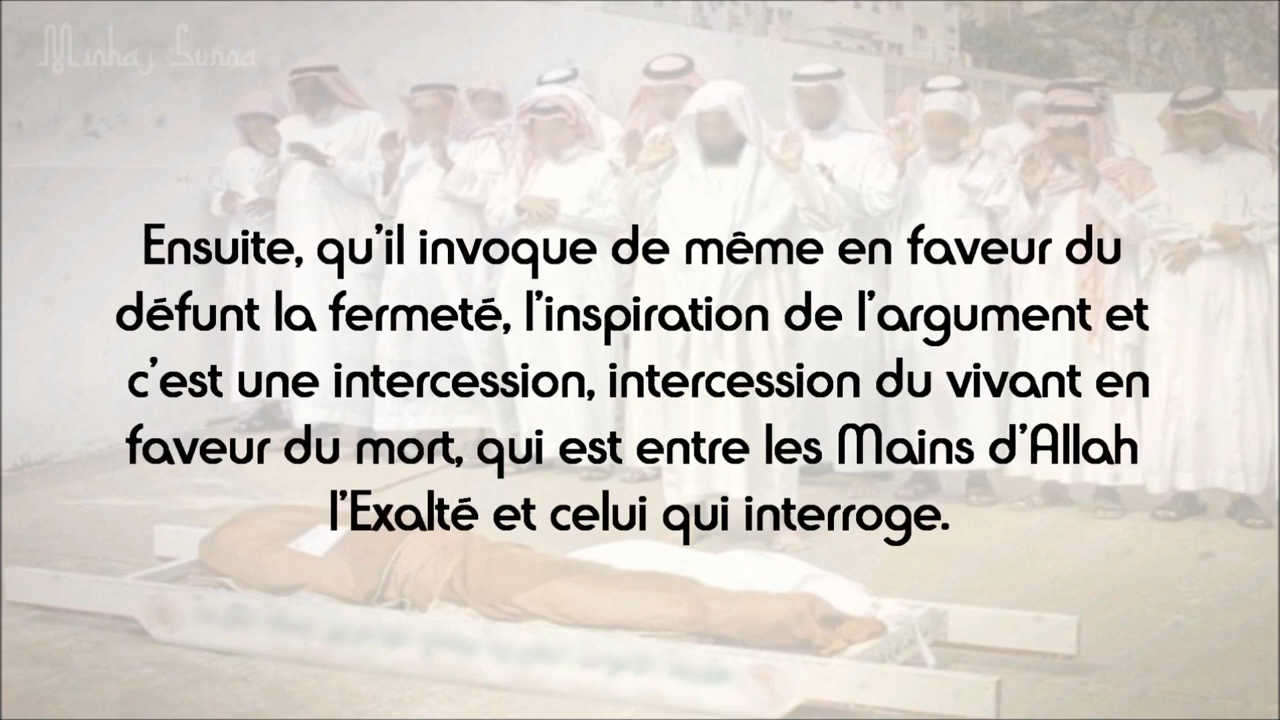 Minhaj Sunna
Ensuite, qu'il invoque de même en faveur du
défunt la fermeté, l'inspiration de l'argument et
c'est une intercession, intercession du vivant en
faveur du mort, qui est entre les Mains d'Allah
l'Exalté et celui qui interroge.